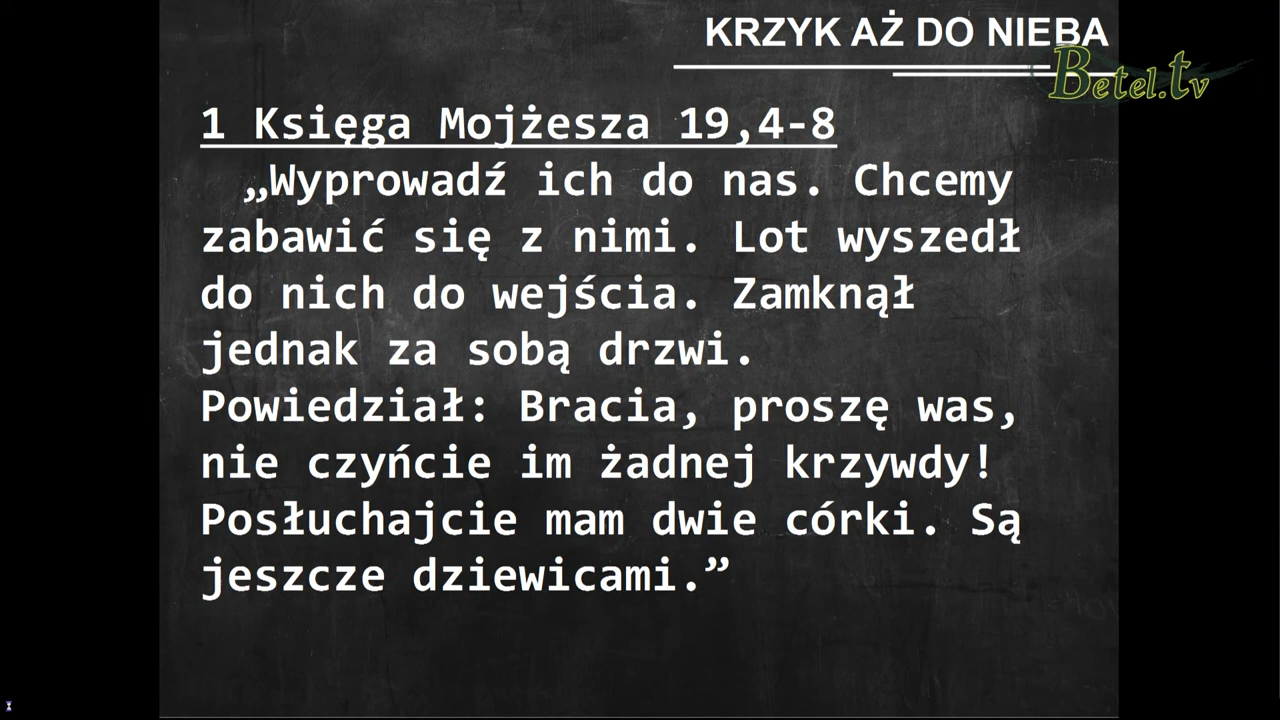 KRZYK AŻ DO NIEBA
Betel.tv
1 Księga Mojżesza 19,4-8
„Wyprowadź ich do nas. Chcemy
zabawić się z nimi. Lot wyszedł
do nich do wejścia. Zamknął
jednak za sobą drzwi.
Powiedział: Bracia, proszę was,
nie czyńcie im żadnej krzywdy!
Posłuchajcie mam dwie córki. Są
jeszcze dziewicami.”